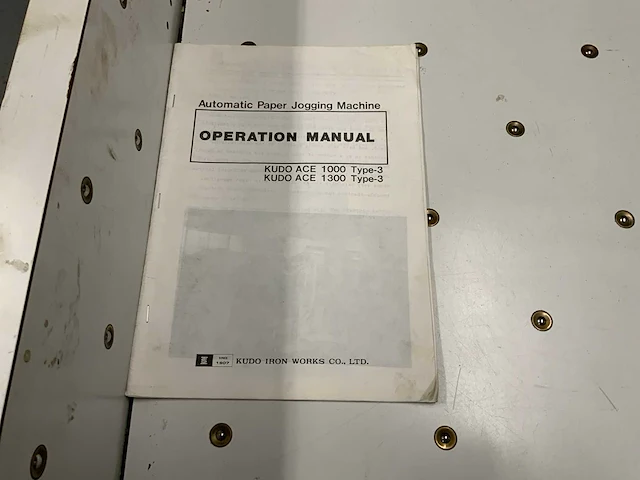 Automatic Paper Jogging Machine
OPERATION MANUAL
KUDO ACE 1000 Type-3
KUDO ACE 1300 Type-3
KUDO IRON WORKS CO., LTD.